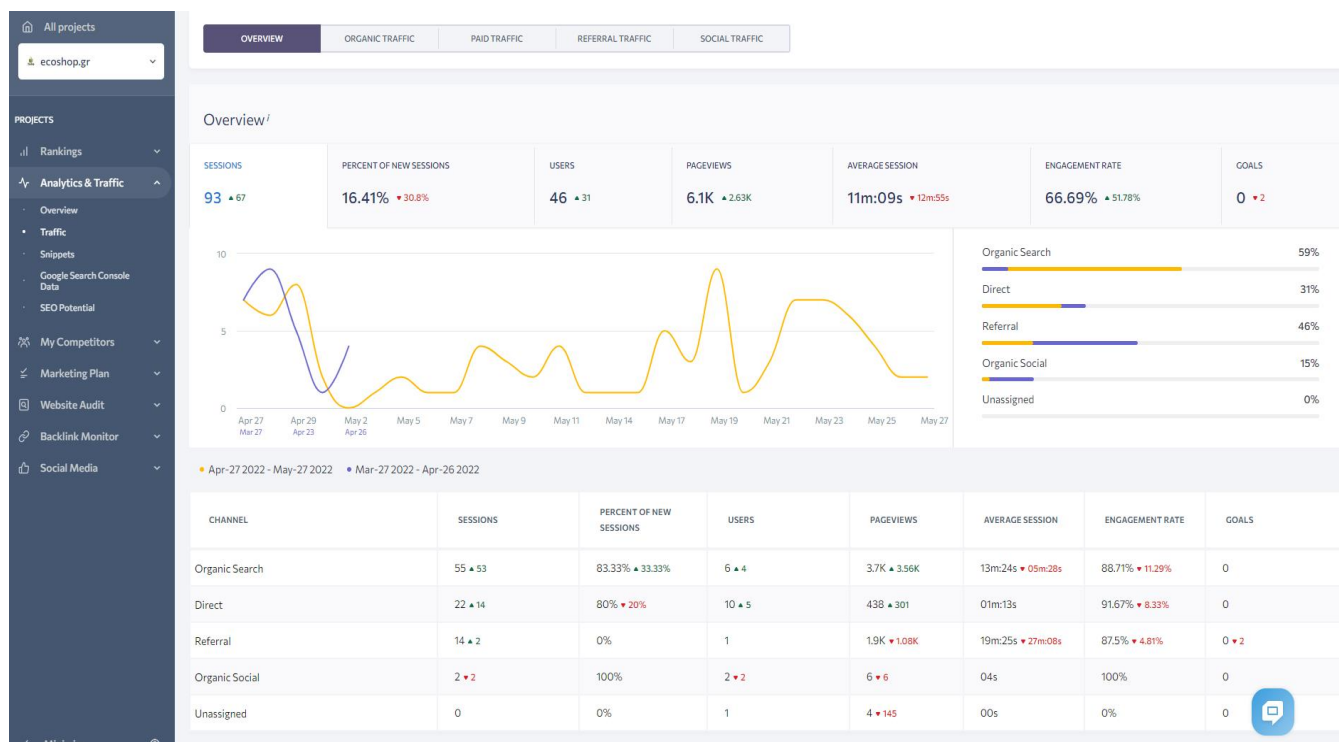 All projects
ecoshop.gr
PROJECTS
Rankings
Analytics & Traffic
Overview
Traffic
Snippets
Google Search Console
Data
SEO Potential
My Competitors
Marketing Plan
Website Audit
Backlink Monitor
Social Media
OVERVIEW ORGANIC TRAFFIC PAID TRAFFIC REFERRAL TRAFFIC SOCIAL TRAFFIC
Overview i
SESSIONS PERCENT OF NEW SESSIONS USERS PAGEVIEWS AVERAGE SESSION ENGAGEMENT RATE GOALS
93 ▲ 67 16.41% ▼ 30.8% 46 ▲ 31 6.1K ▲ 2.63K 11m:09s ▼ 12m:55s 66.69% ▲ 51.78% 0 ▼ 2
10
5
0
Apr 27 Apr 29 May 2 May 5 May 7 May 9 May 11 May 14 May 17 May 19 May 21 May 23 May 25 May 27
Mar 27 Apr 23 Apr 26
Organic Search 59%
Direct 31%
Referral 46%
Organic Social 15%
Unassigned 0%
Apr-27 2022 - May-27 2022 Mar-27 2022 - Apr-26 2022
CHANNEL SESSIONS PERCENT OF NEW SESSIONS USERS PAGEVIEWS AVERAGE SESSION ENGAGEMENT RATE GOALS
Organic Search 55 ▲ 53 83.33% ▲ 33.33% 6 ▲ 4 3.7K ▲ 3.56K 13m:24s ▼ 05m:28s 88.71% ▼ 11.29% 0
Direct 22 ▲ 14 80% ▼ 20% 10 ▲ 5 438 ▲ 301 01m:13s 91.67% ▼ 8.33% 0
Referral 14 ▲ 2 0% 1 1.9K ▼ 1.08K 19m:25s ▼ 27m:08s 87.5% ▼ 4.81% 0 ▼ 2
Organic Social 2 ▼ 2 100% 2 ▼ 2 6 ▼ 6 04s 100% 0
Unassigned 0 0% 1 4 ▼ 145 00s 0% 0